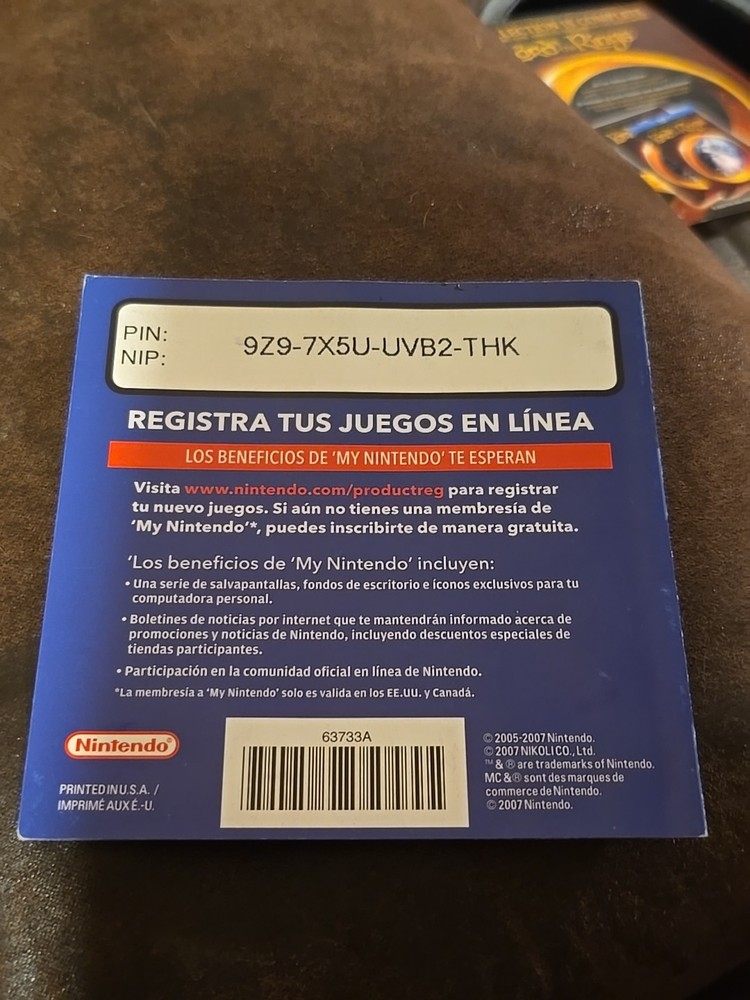 Rings
PIN:
NIP:
9Z9-7X5U-UVB2-THK
REGISTRA TUS JUEGOS EN LÍNEA
LOS BENEFICIOS DE 'MY NINTENDO' TE ESPERAN
Visita www.nintendo.com/productreg para registrar
tu nuevo juegos. Si aún no tienes una membresía de
'My Nintendo'*, puedes inscribirte de manera gratuita.
'Los beneficios de 'My Nintendo' incluyen:
• Una serie de salvapantallas, fondos de escritorio e íconos exclusivos para tu
computadora personal.
• Boletines de noticias por internet que te mantendrán informado acerca de
promociones y noticias de Nintendo, incluyendo descuentos especiales de
tiendas participantes.
• Participación en la comunidad oficial en línea de Nintendo.
*La membresía a 'My Nintendo' solo es valida en los EE.UU. y Canadá.
Nintendo®
PRINTED IN U.S.A. /
IMPRIMÉ AUX É.-U.
63733A
© 2005-2007 Nintendo.
© 2007 NIKOLI CO., Ltd.
™ & ® are trademarks of Nintendo.
MC & ® sont des marques de
commerce de Nintendo.
© 2007 Nintendo.